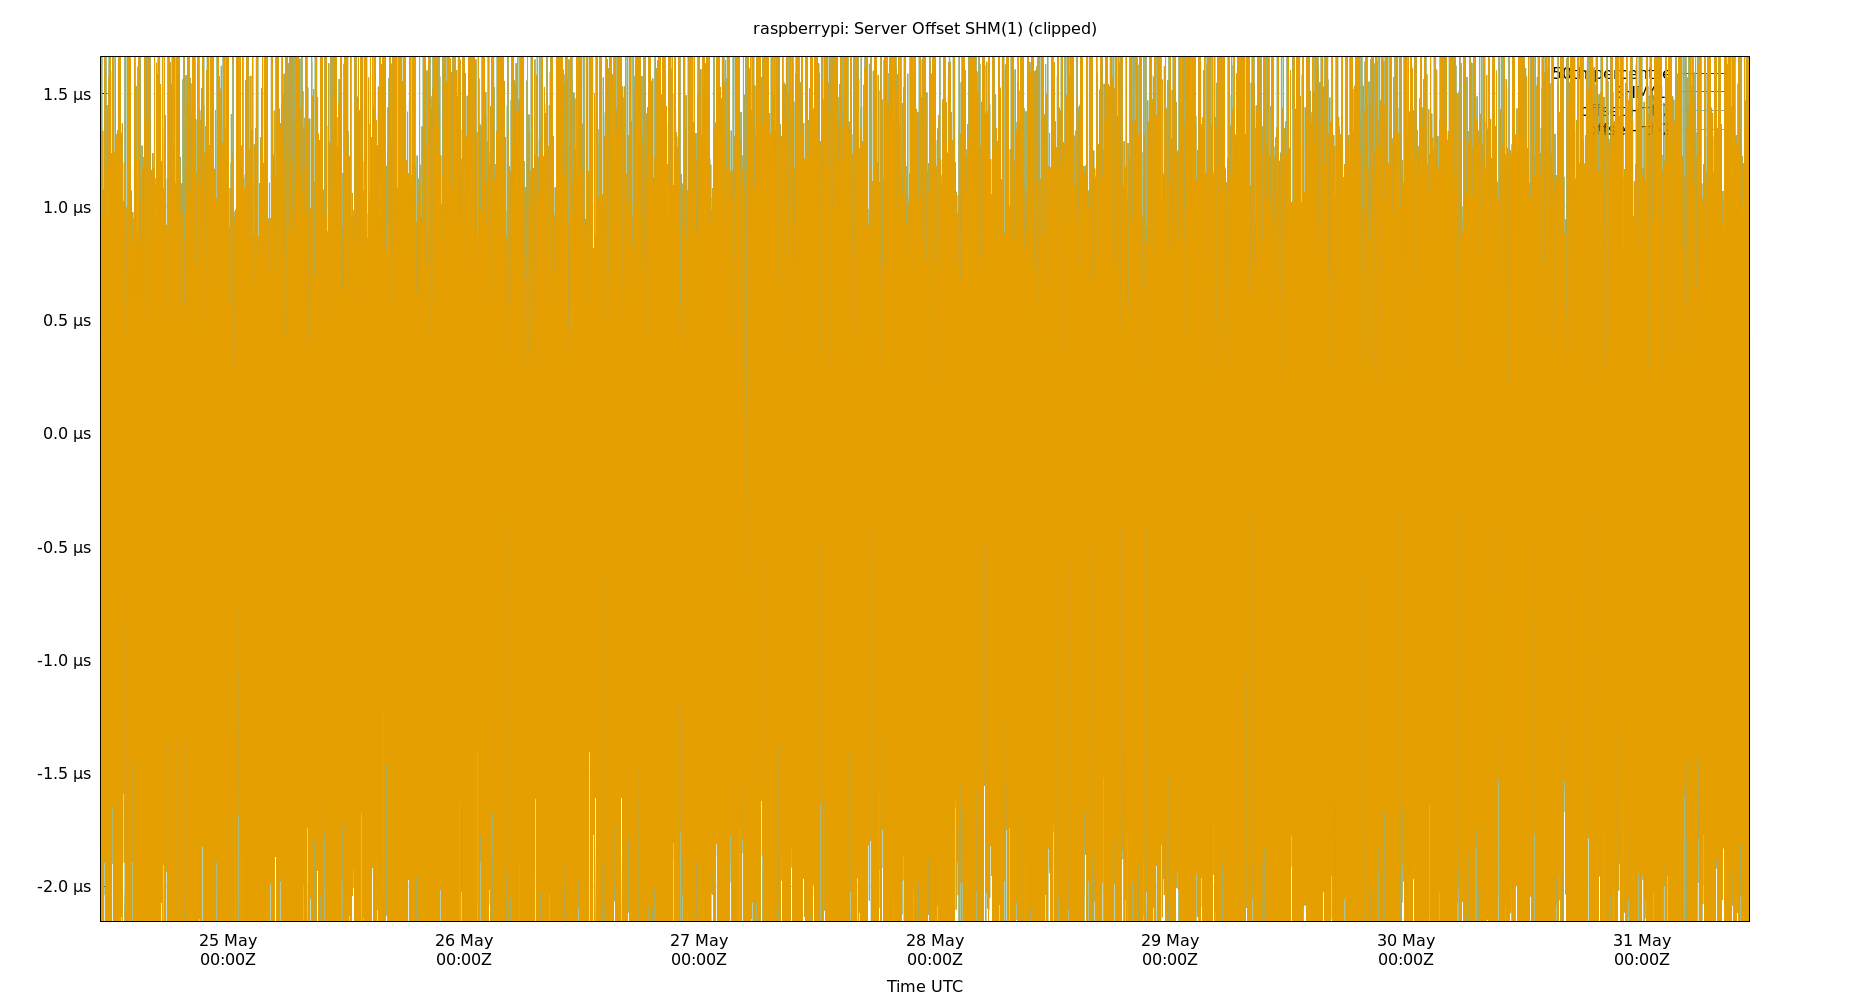 raspberrypi: Server Offset SHM(1) (clipped)
1.5 µs
1.0 µs
0.5 µs
0.0 µs
-0.5 µs
-1.0 µs
-1.5 µs
-2.0 µs
25 May
00:00Z
26 May
00:00Z
27 May
00:00Z
28 May
00:00Z
29 May
00:00Z
30 May
00:00Z
31 May
00:00Z
Time UTC